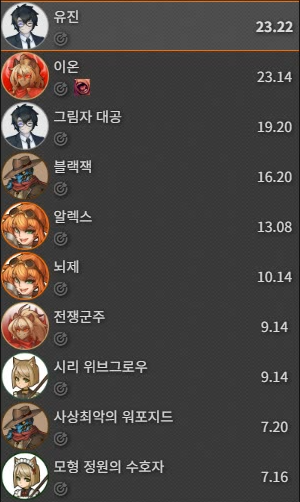 유진
23.22
이온
23.14
그림자 대공
19.20
블랙잭
16.20
알렉스
13.08
뇌제
10.14
전쟁군주
9.14
시리 위브그로우
9.14
사상최악의 워포지드
7.20
모형 정원의 수호자
7.16